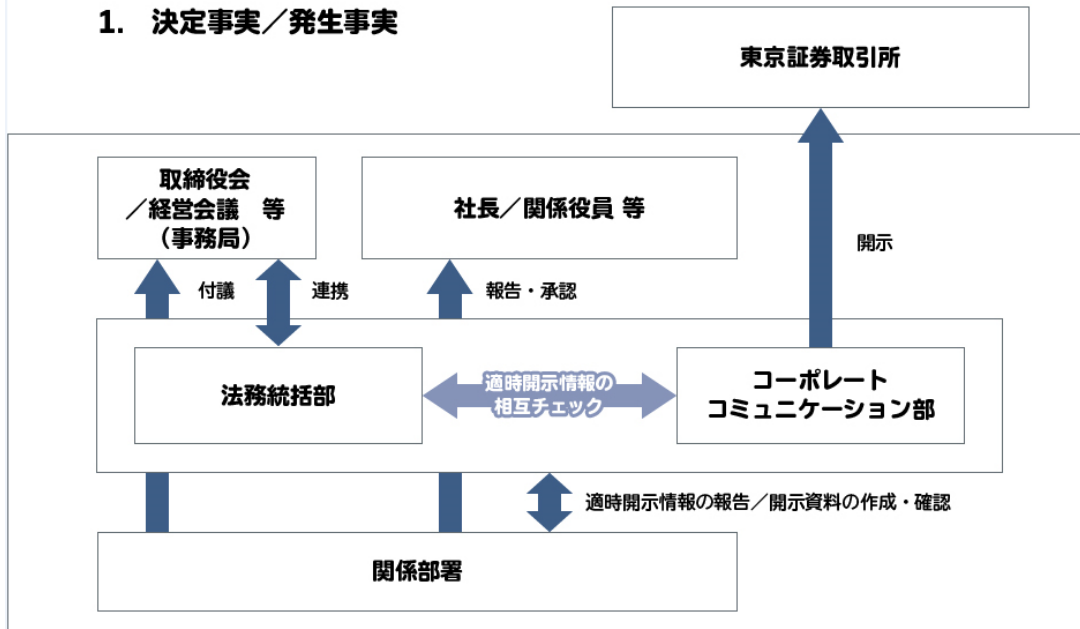 1. 決定事実／発生事実
東京証券取引所
取締役会
／経営会議 等
（事務局）
社長／関係役員 等
開示
付議
連携
報告・承認
法務統括部
適時開示情報の
相互チェック
コーポレート
コミュニケーション部
適時開示情報の報告／開示資料の作成・確認
関係部署